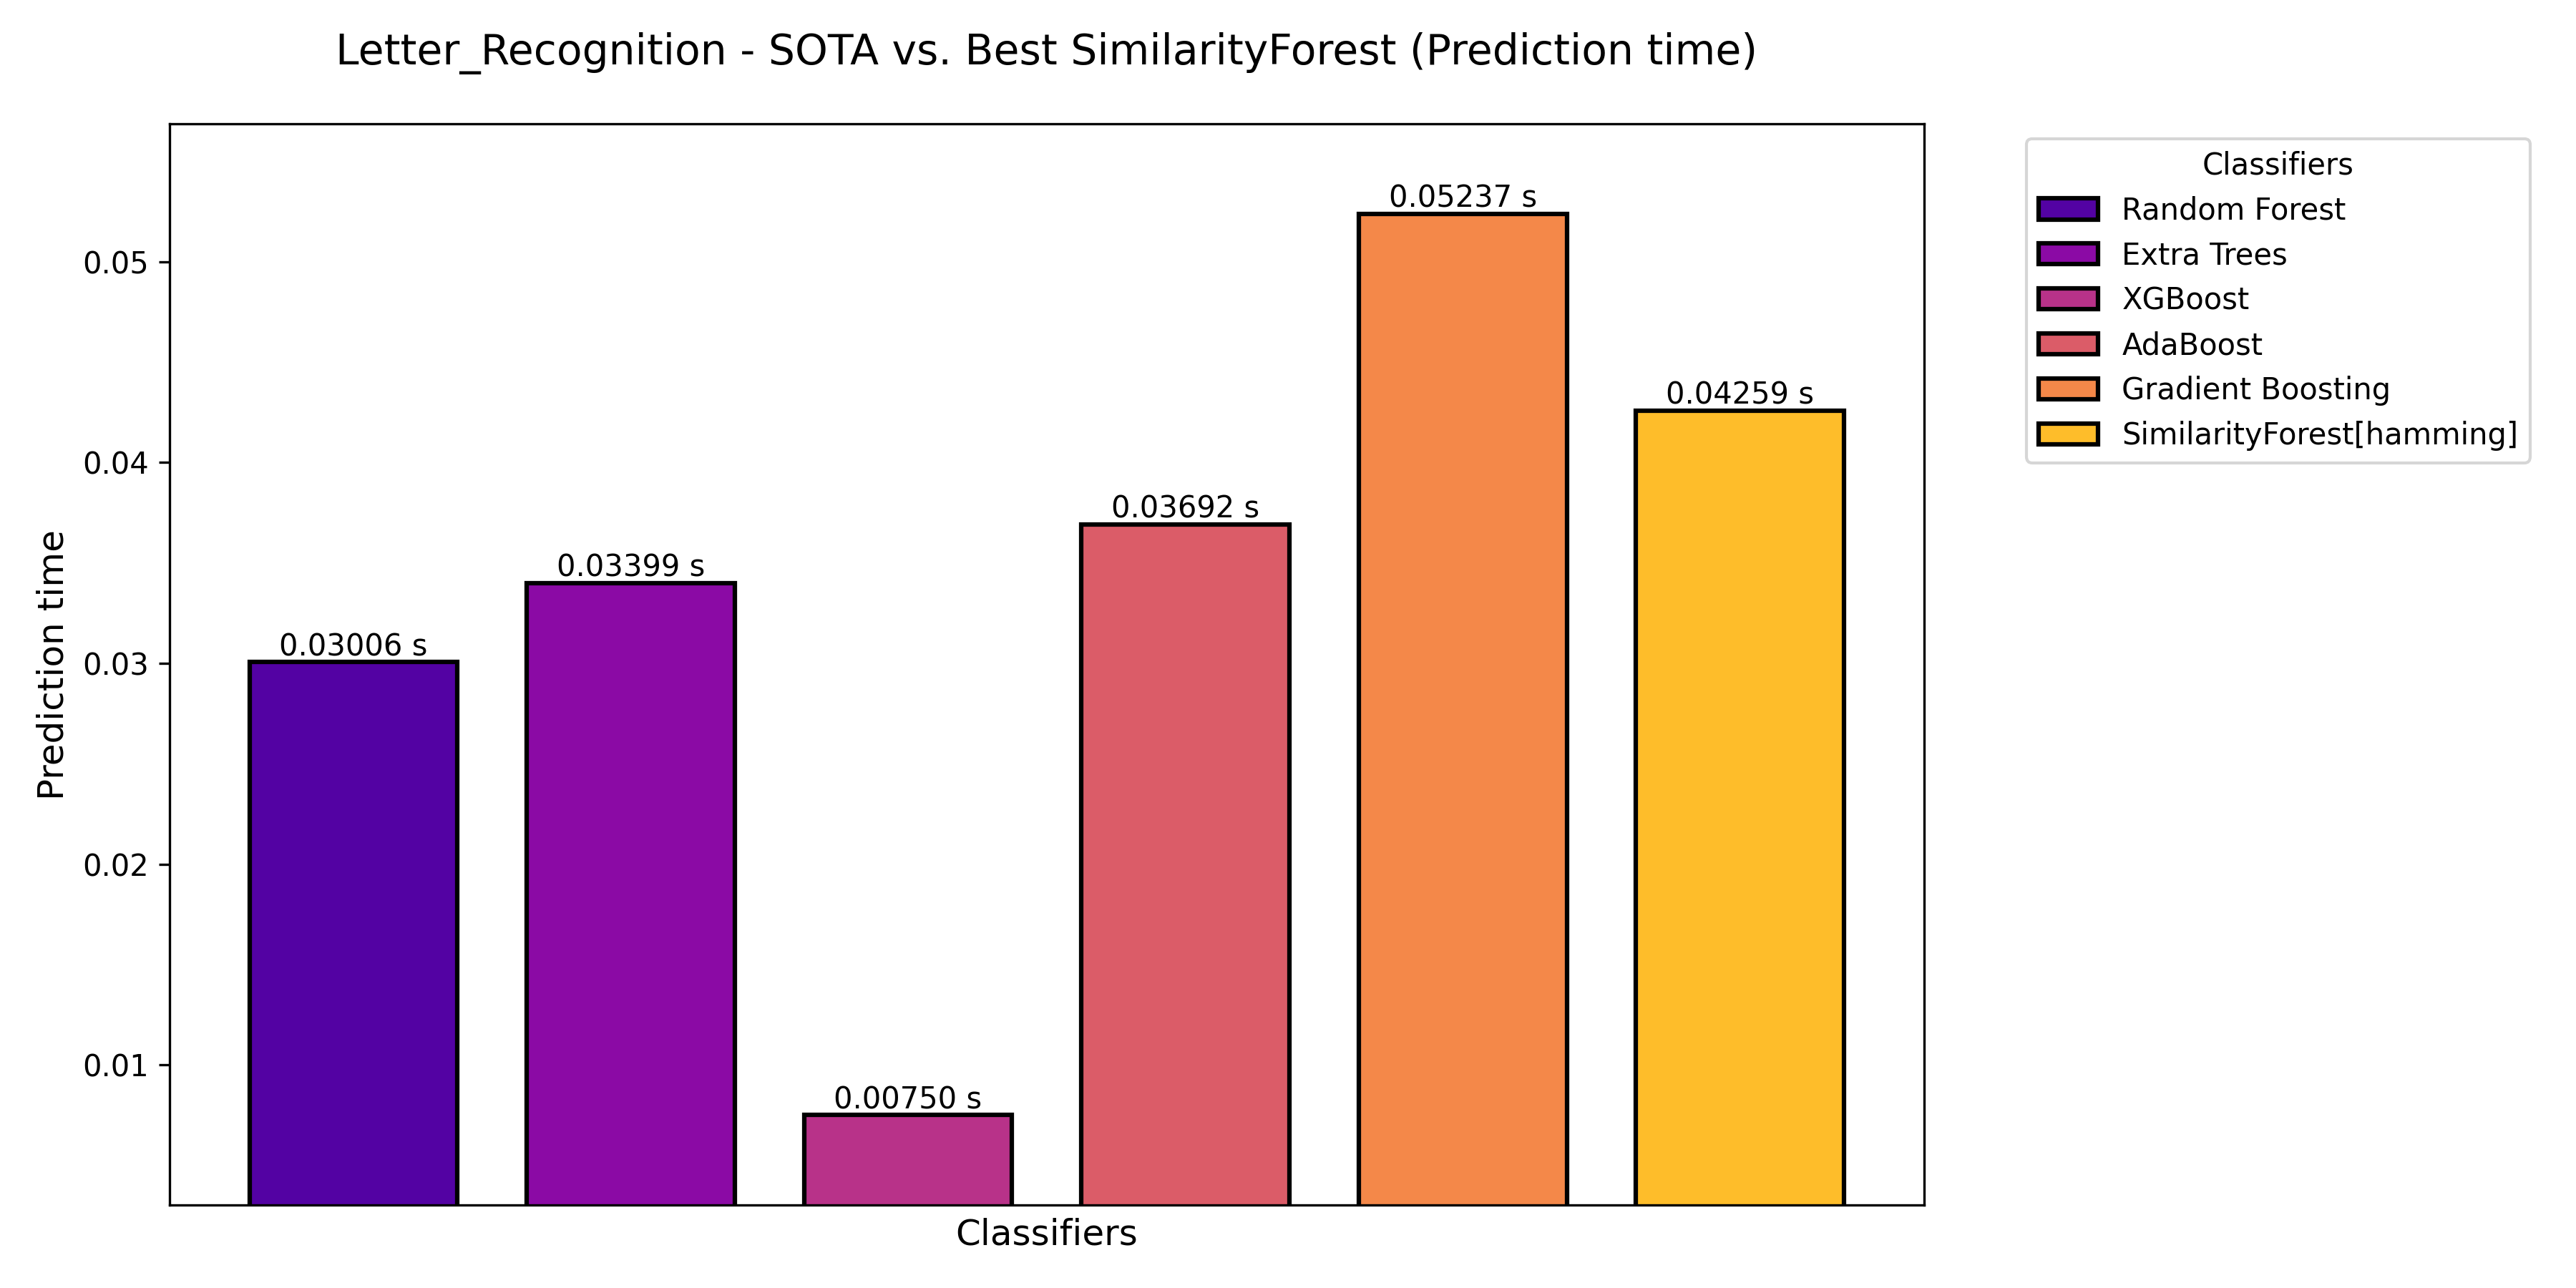 Letter_Recognition - SOTA vs. Best SimilarityForest (Prediction time)
Prediction time
0.05
0.04
0.03
0.02
0.01
0.03006 s
0.03399 s
0.00750 s
0.03692 s
0.05237 s
0.04259 s
Classifiers
Classifiers
Random Forest
Extra Trees
XGBoost
AdaBoost
Gradient Boosting
SimilarityForest[hamming]